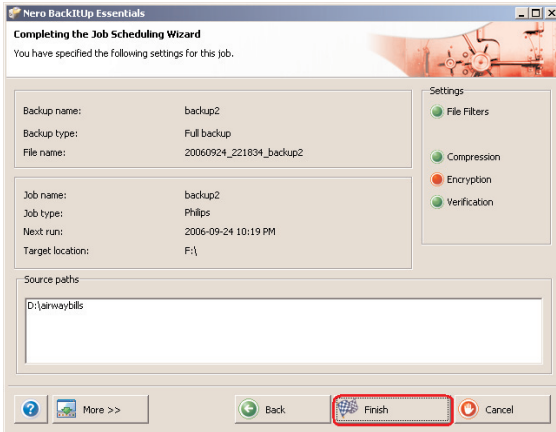 Nero BackItUp Essentials
Completing the Job Scheduling Wizard
You have specified the following settings for this job.
Backup name: backup2
Backup type: Full backup
File name: 20060924_221834_backup2
Job name: backup2
Job type: Philips
Next run: 2006-09-24 10:19 PM
Target location: F:\
Settings
File Filters
Compression
Encryption
Verification
Source paths
D:\airwaybills
? More >> Back Finish Cancel